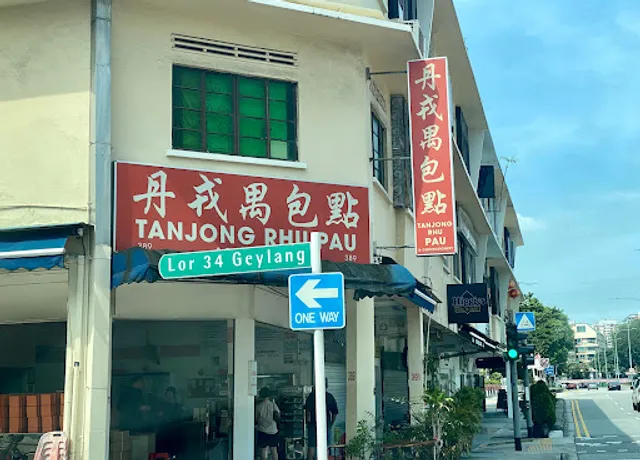 丹戎禺包點
TANJONG RHU PAU
389
389
Lor 34 Geylang
ONE WAY
丹戎禺包點
TANJONG
RHU
PAU